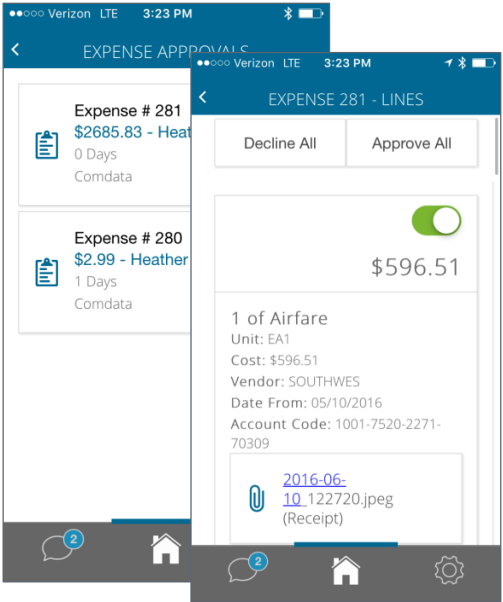 Verizon LTE 3:23 PM
EXPENSE APPROVALS
Expense # 281
$2685.83 - Heat
0 Days
Comdata
Expense # 280
$2.99 - Heather
1 Days
Comdata
2
Verizon LTE 3:23 PM
EXPENSE 281 - LINES
Decline All Approve All
$596.51
1 of Airfare
Unit: EA1
Cost: $596.51
Vendor: SOUTHWES
Date From: 05/10/2016
Account Code: 1001-7520-2271-
70309
2016-06-
10_122720.jpeg
(Receipt)
2